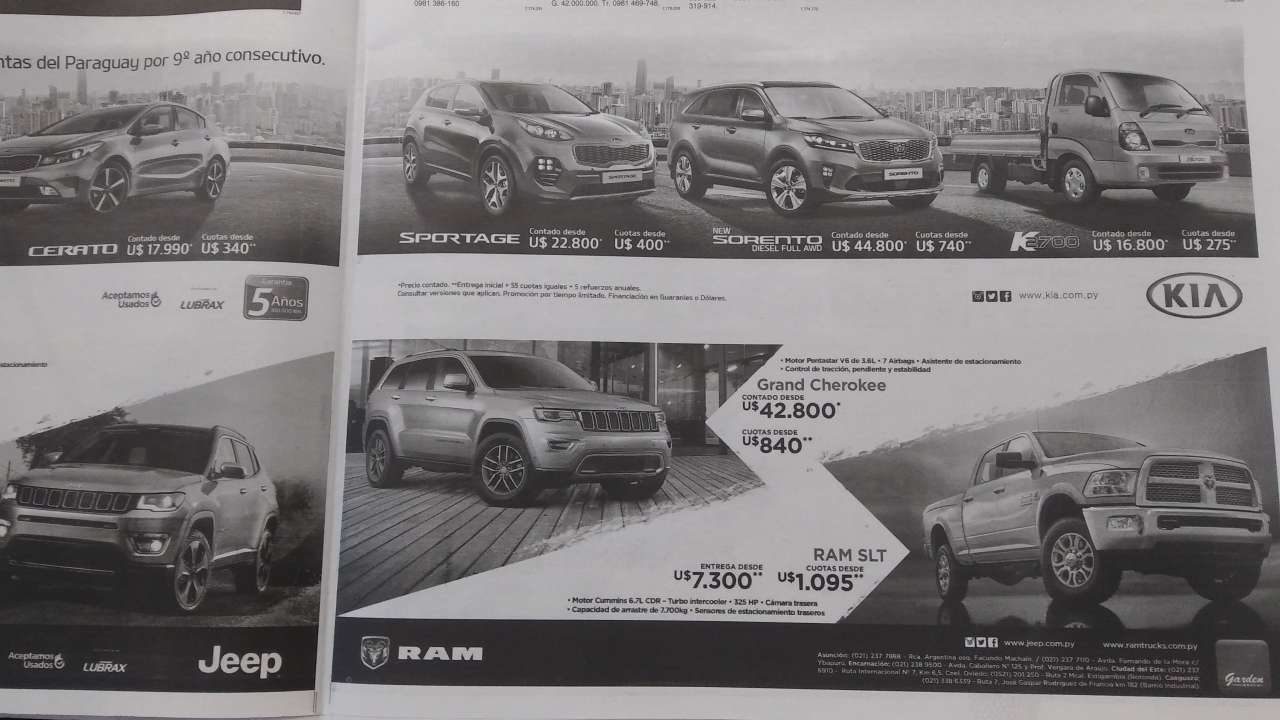 0981 386-160
G. 42.000.000. Tr. 0981 469-748.
319-914.
ntas del Paraguay por 9º año consecutivo.
CERATO
Contado desde
U$ 17.990*
Cuotas desde
U$ 340**
SPORTAGE
SPORTAGE
Contado desde
U$ 22.800*
Cuotas desde
U$ 400**
SORENTO
NEW
SORENTO
DIESEL FULL AWD
Contado desde
U$ 44.800*
Cuotas desde
U$ 740**
K2700
Contado desde
U$ 16.800*
Cuotas desde
U$ 275**
Aceptamos
Usados
LUBRAX
Garantía
5 Años
*Precio contado. **Entrega inicial + 55 cuotas iguales + 5 refuerzos anuales.
Consultar versiones que aplican. Promoción por tiempo limitado. Financiación en Guaraníes o Dólares.
www.kia.com.py
KIA
estacionamiento
• Motor Pentastar V6 de 3.6L • 7 Airbags • Asistente de estacionamiento
• Control de tracción, pendiente y estabilidad
Grand Cherokee
CONTADO DESDE
U$42.800*
CUOTAS DESDE
U$840**
RAM SLT
ENTREGA DESDE
U$7.300**
CUOTAS DESDE
U$1.095**
• Motor Cummins 6.7L CDR – Turbo intercooler • 325 HP • Cámara trasera
• Capacidad de arrastre de 7.700kg • Sensores de estacionamiento traseros
Aceptamos
Usados
LUBRAX
Jeep
RAM
www.jeep.com.py
www.ramtrucks.com.py
Asunción: (021) 237 7868 - Rca. Argentina esq. Facundo Machaín. / (021) 237 7110 - Avda. Fernando de la Mora c/
Ybapurú. Encarnación: (021) 238 9500 - Avda. Caballero N° 125 y Prof. Vergara de Araújo. Ciudad del Este: (021) 237
6910 - Ruta Internacional N° 7, Km 6,5. Cnel. Oviedo: (0521) 201 250 - Ruta 2 Mcal. Estigarribia (Rotonda). Caaguazú:
(021) 338 6339 - Ruta 7, José Gaspar Rodríguez de Francia km 182 (Barrio Industrial).
Garden